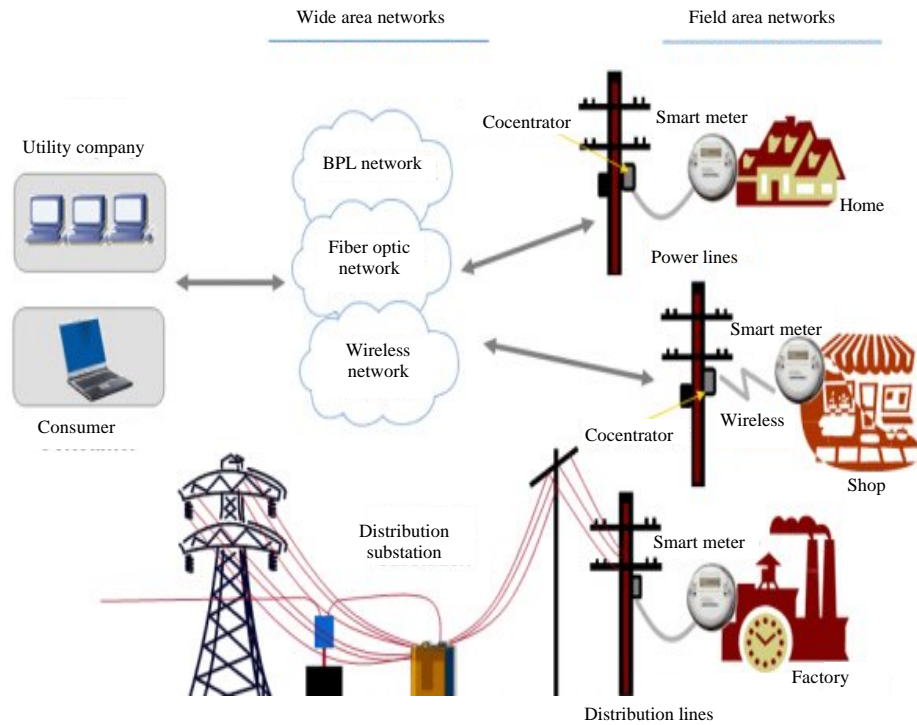 Wide area networks
Field area networks
Utility company
BPL network
Cocentrator
Smart meter
Home
Fiber optic
network
Power lines
Wireless
network
Smart meter
Consumer
Cocentrator
Wireless
Shop
Distribution
substation
Smart meter
Factory
Distribution lines